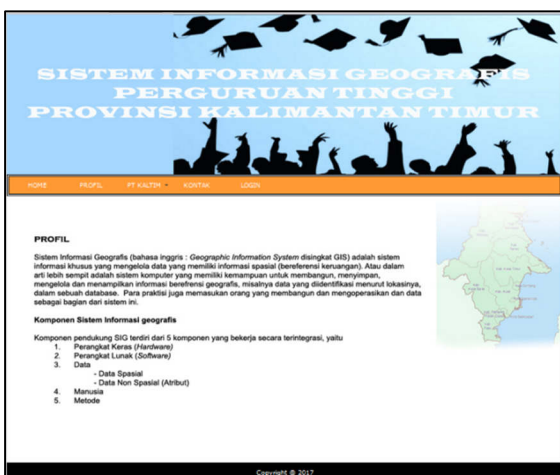 SISTEM INFORMASI GEOGRAFIS
PERGURUAN TINGGI
PROVINSI KALIMANTAN TIMUR
HOME PROFIL PT KALTIM KONTAK LOGIN
PROFIL
Sistem Informasi Geografis (bahasa inggris : Geographic Information System disingkat GIS) adalah sistem
informasi khusus yang mengelola data yang memiliki informasi spasial (bereferensi keruangan). Atau dalam
arti lebih sempit adalah sistem komputer yang memiliki kemampuan untuk membangun, menyimpan,
mengelola dan menampilkan informasi berefrensi geografis, misalnya data yang diidentifikasi menurut lokasinya,
dalam sebuah database. Para praktisi juga memasukan orang yang membangun dan mengoperasikan dan data
sebagai bagian dari sistem ini.
Komponen Sistem Informasi geografis
Komponen pendukung SIG terdiri dari 5 komponen yang bekerja secara terintegrasi, yaitu
1. Perangkat Keras (Hardware)
2. Perangkat Lunak (Software)
3. Data
- Data Spasial
- Data Non Spasial (Atribut)
4. Manusia
5. Metode
Copyright © 2017